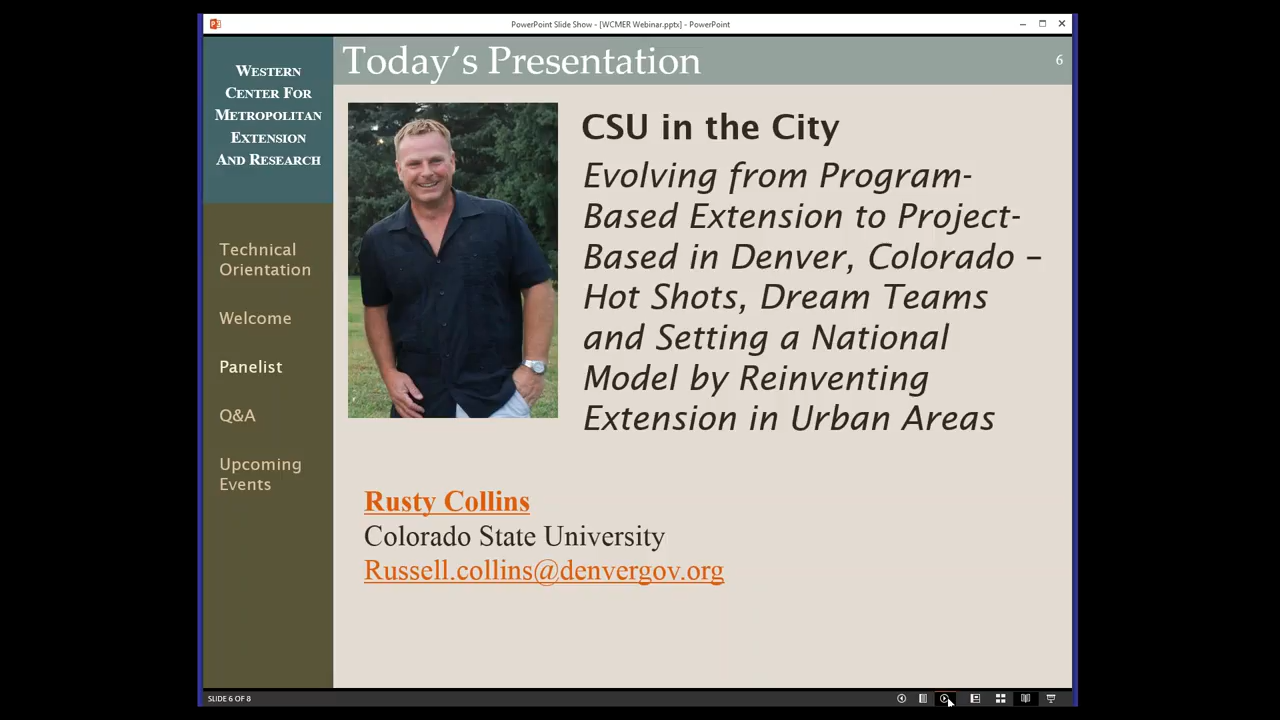 PowerPoint Slide Show - [WCMER Webinar.pptx] - PowerPoint
WESTERN
CENTER FOR
METROPOLITAN
EXTENSION
AND RESEARCH
Today's Presentation
6
Technical
Orientation
Welcome
Panelist
Q&A
Upcoming
Events
CSU in the City
Evolving from Program-
Based Extension to Project-
Based in Denver, Colorado –
Hot Shots, Dream Teams
and Setting a National
Model by Reinventing
Extension in Urban Areas
Rusty Collins
Colorado State University
Russell.collins@denvergov.org
SLIDE 6 OF 8